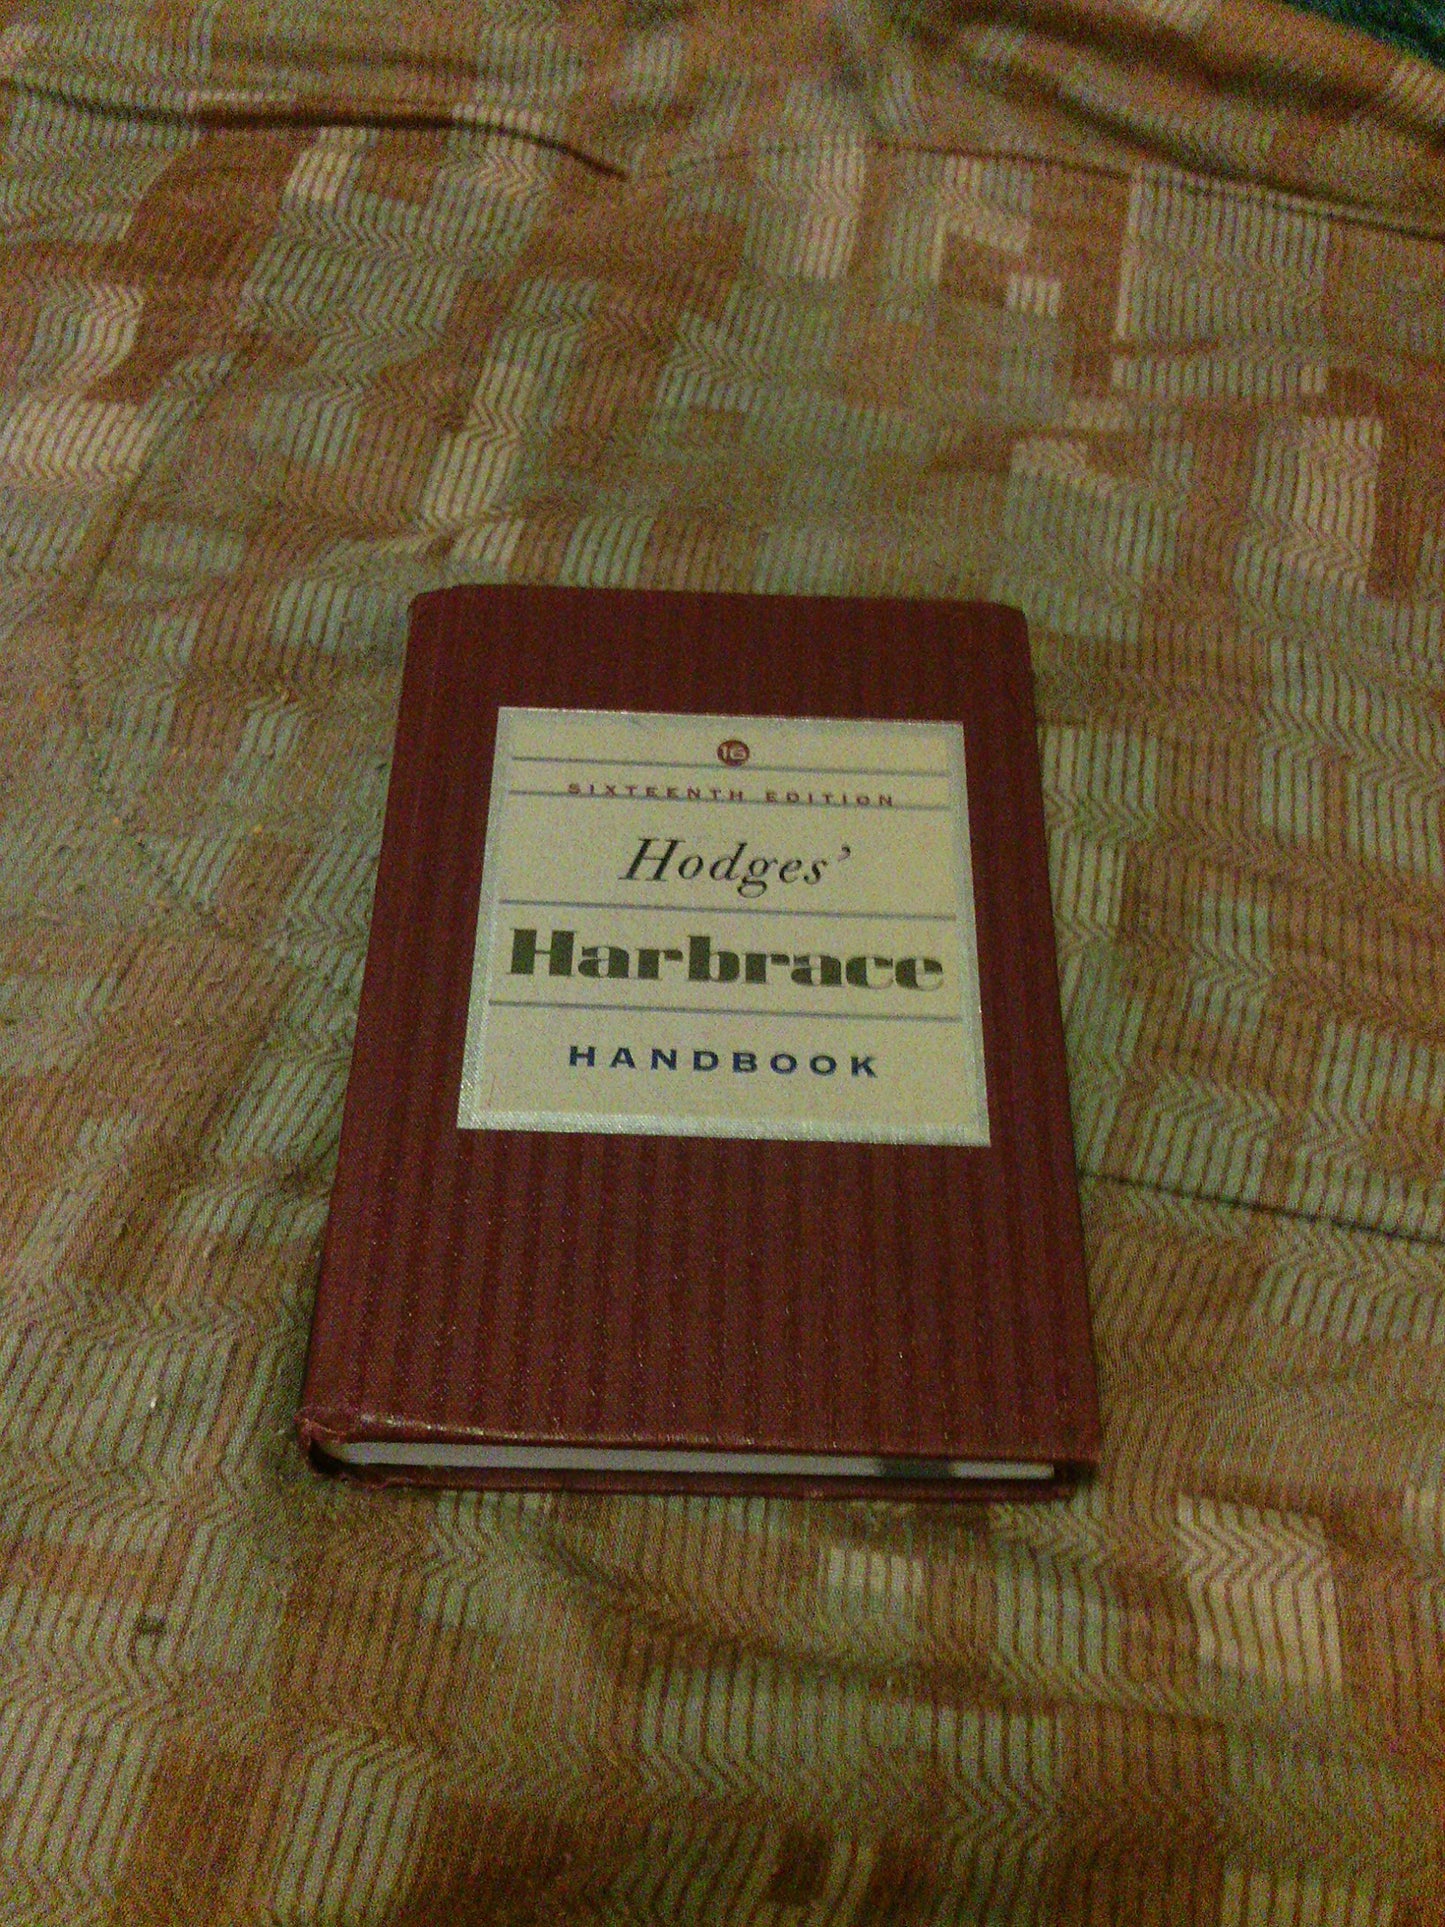 16
SIXTEENTH EDITION
Hodges’
Harbrace
HANDBOOK